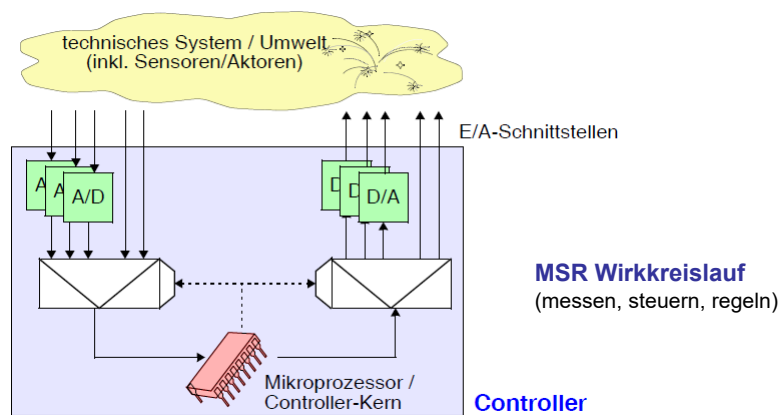 technisches System / Umwelt
(inkl. Sensoren/Aktoren)
E/A-Schnittstellen
A
A
A/D
D
D
D/A
MSR Wirkkreislauf
(messen, steuern, regeln)
Mikroprozessor /
Controller-Kern
Controller